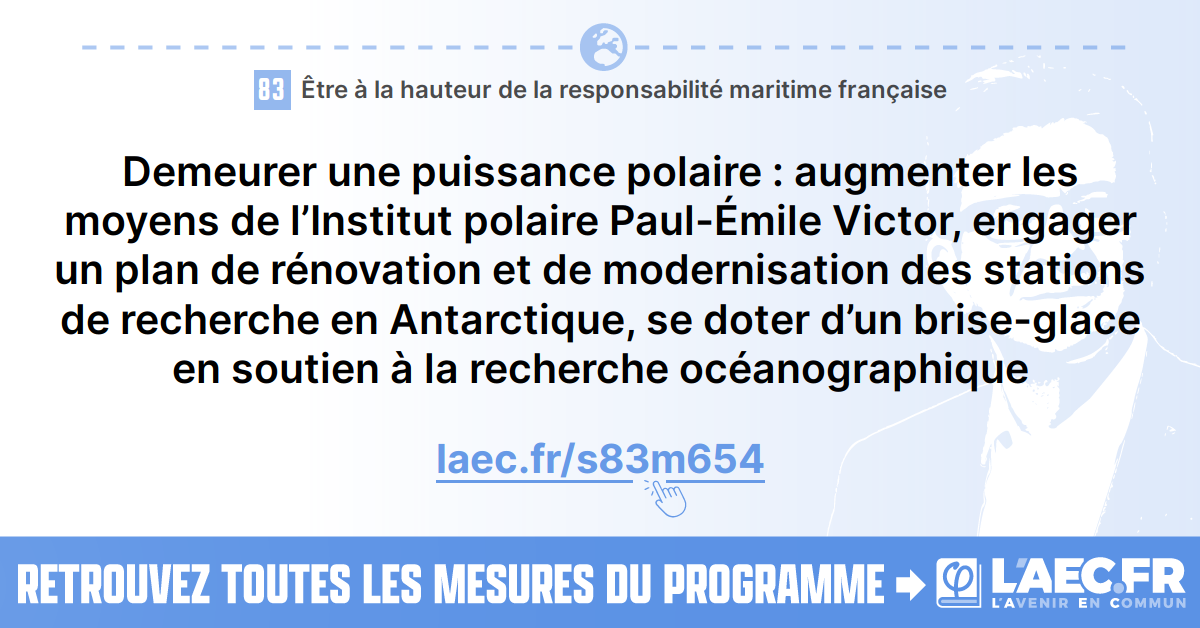 83 Être à la hauteur de la responsabilité maritime française
Demeurer une puissance polaire : augmenter les
moyens de l’Institut polaire Paul-Émile Victor, engager
un plan de rénovation et de modernisation des stations
de recherche en Antarctique, se doter d’un brise-glace
en soutien à la recherche océanographique
laec.fr/s83m654
RETROUVEZ TOUTES LES MESURES DU PROGRAMME
φ L'AEC.FR
L'AVENIR EN COMMUN